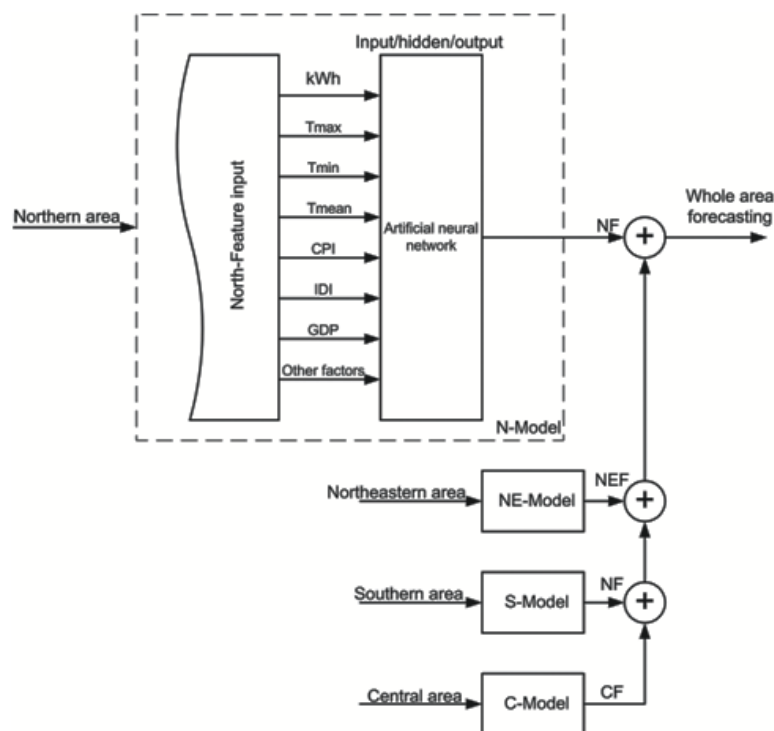 Input/hidden/output
kWh
Tmax
Tmin
Tmean
CPI
IDI
GDP
Other factors
North-Feature input
Artificial neural
network
N-Model
Northern area
NF
+
Whole area
forecasting
Northeastern area
NE-Model
NEF
+
Southern area
S-Model
NF
+
Central area
C-Model
CF